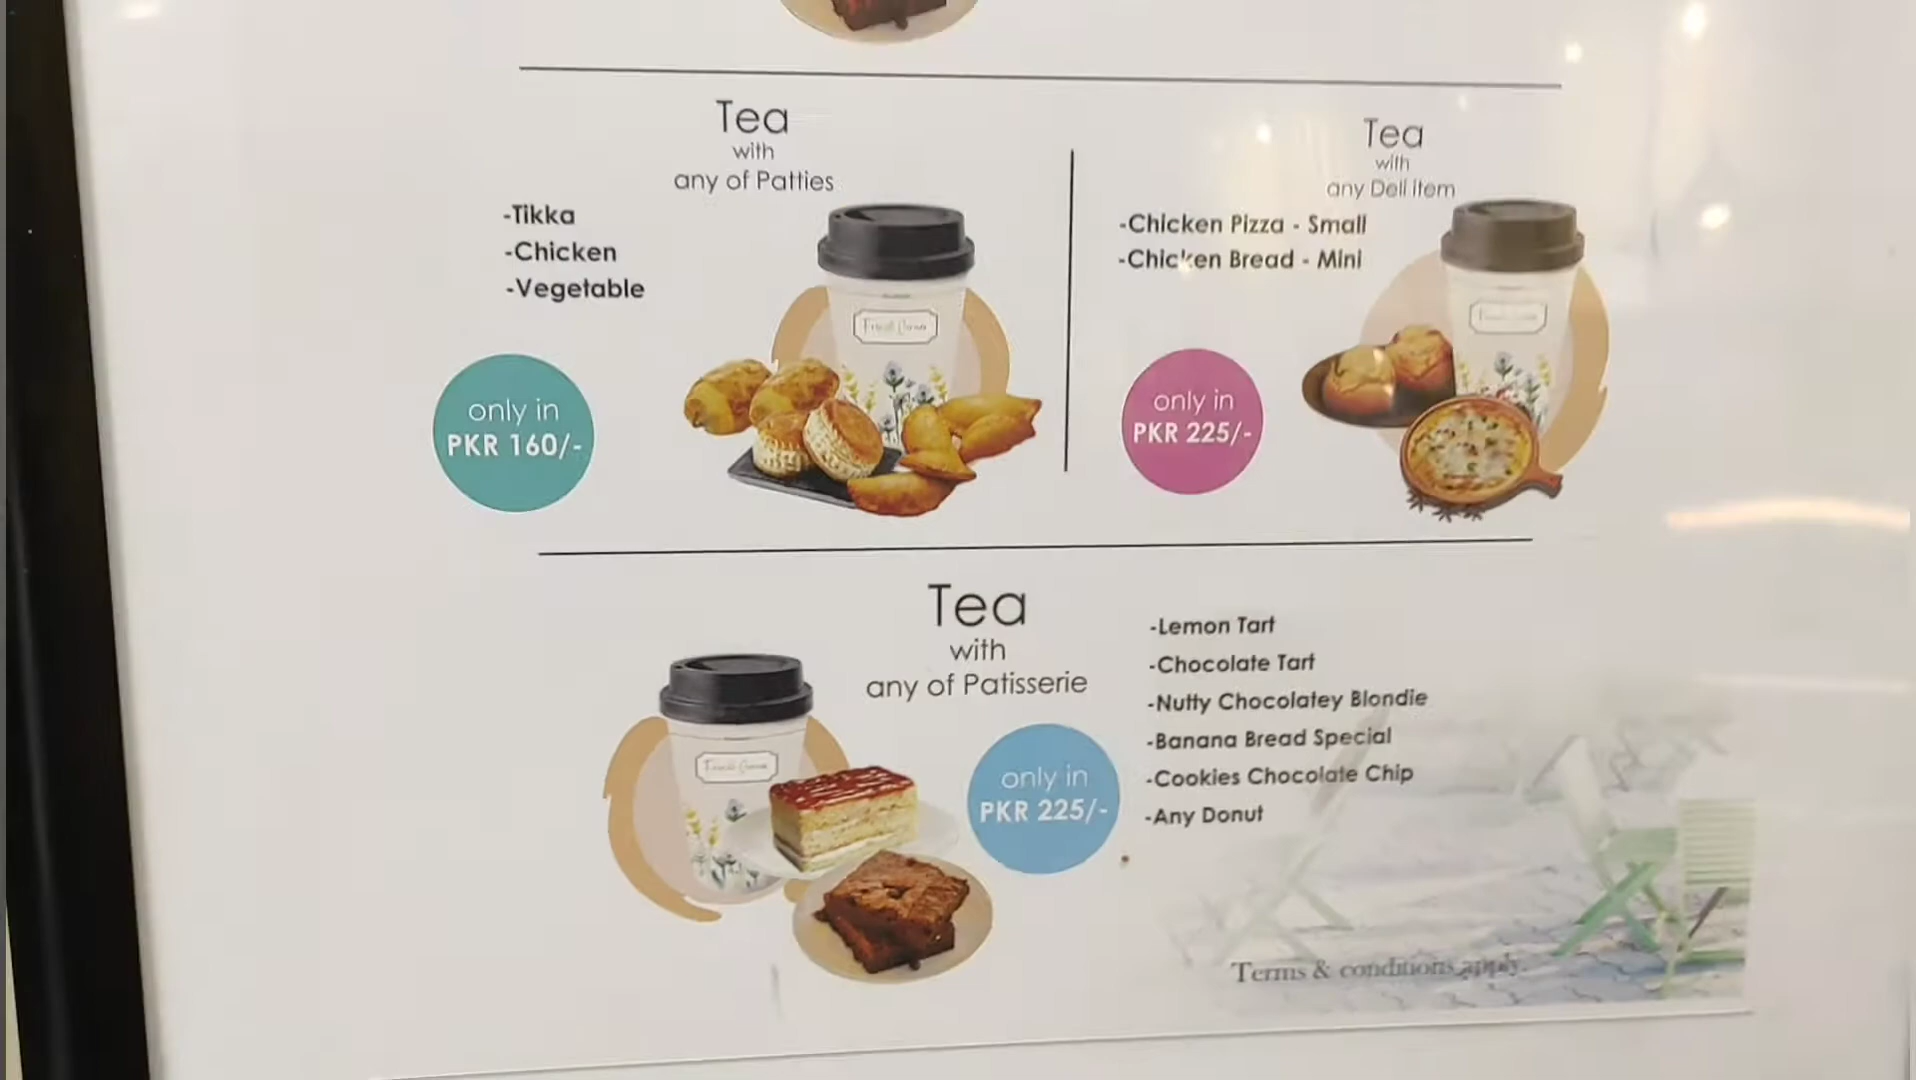 Tea
with
any of Patties
-Tikka
-Chicken
-Vegetable
only in
PKR 160/-
Tea
with
any Deli item
-Chicken Pizza - Small
-Chicken Bread - Mini
only in
PKR 225/-
Tea
with
any of Patisserie
only in
PKR 225/-
-Lemon Tart
-Chocolate Tart
-Nutty Chocolatey Blondie
-Banana Bread Special
-Cookies Chocolate Chip
-Any Donut
Terms & conditions apply.